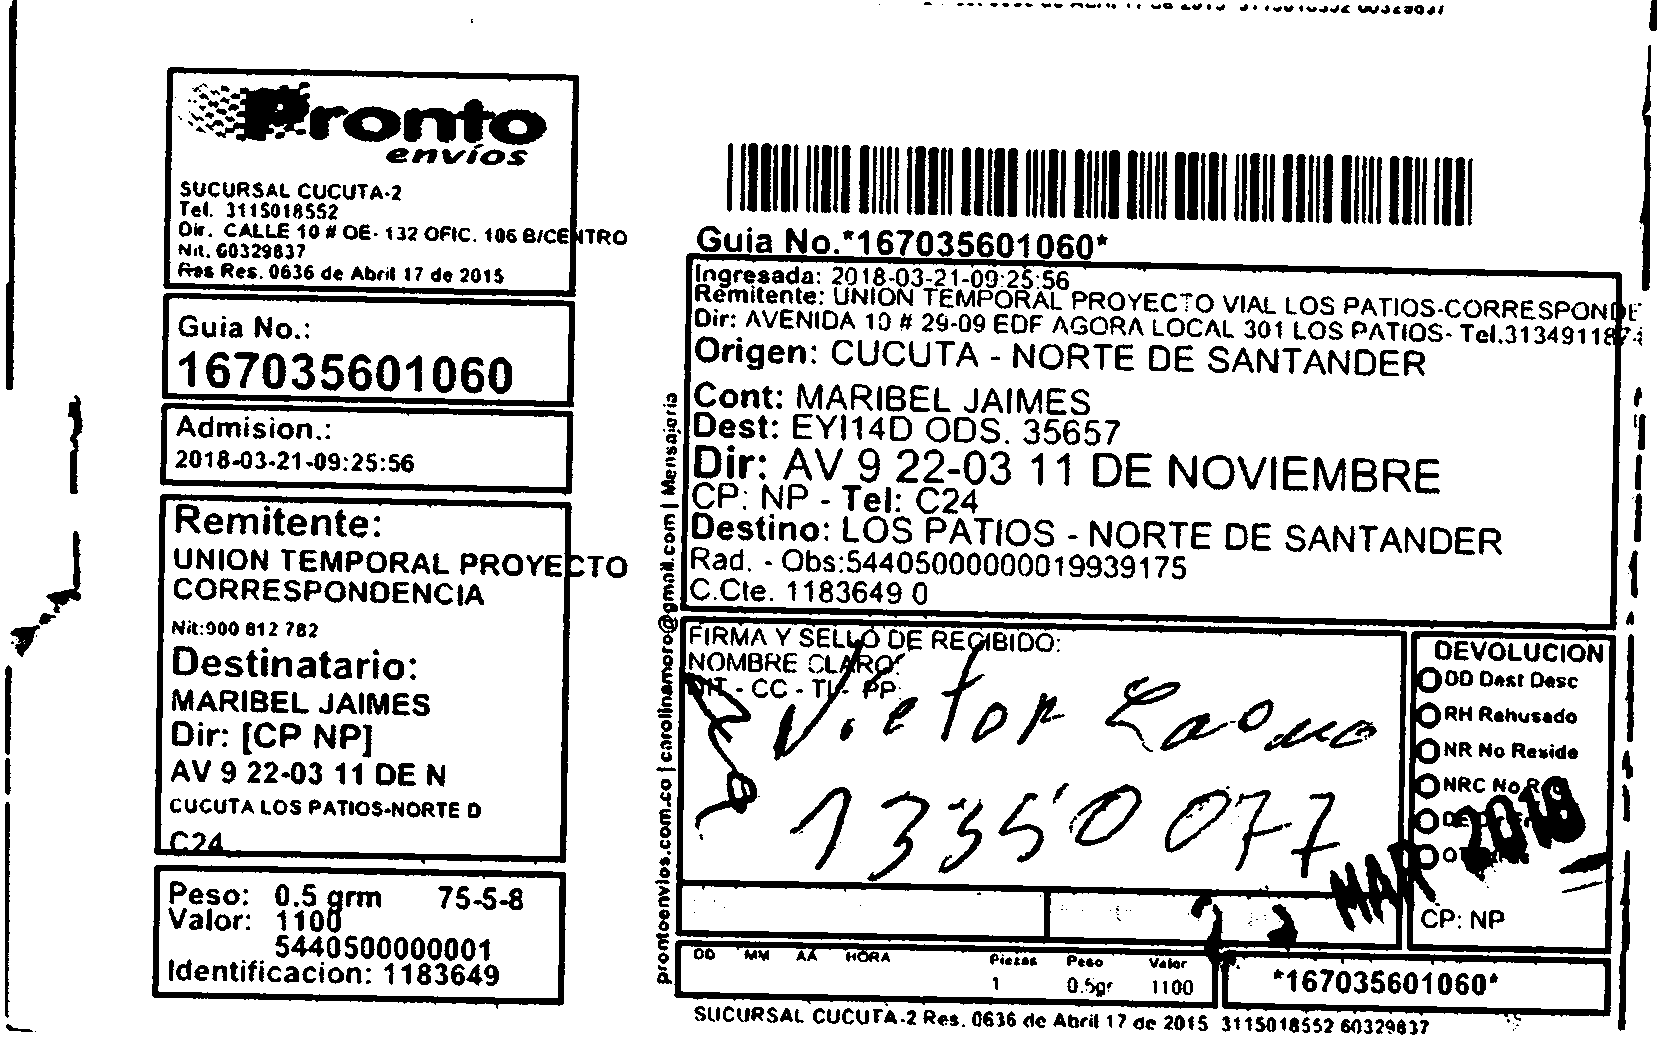 Pronto
envíos
SUCURSAL CUCUTA-2
Tel. 3115018552
Dir. CALLE 10 # OE- 132 OFIC. 106 B/CENTRO
Nit. 60329837
Res Res. 0636 de Abril 17 de 2015
Guia No.:
167035601060
Admision.:
2018-03-21-09:25:56
Remitente:
UNION TEMPORAL PROYECTO
CORRESPONDENCIA
Nit:900 812 782
Destinatario:
MARIBEL JAIMES
Dir: [CP NP]
AV 9 22-03 11 DE N
CUCUTA LOS PATIOS-NORTE D
C24
Peso: 0.5 grm 75-5-8
Valor: 1100
5440500000001
Identificacion: 1183649
prontoenvios.com.co | carolinamoro@gmail.com | Mensajeria
Guia No.*167035601060*
Ingresada: 2018-03-21-09:25:56
Remitente: UNION TEMPORAL PROYECTO VIAL LOS PATIOS-CORRESPONDE
Dir: AVENIDA 10 # 29-09 EDF AGORA LOCAL 301 LOS PATIOS- Tel.313491187
Origen: CUCUTA - NORTE DE SANTANDER
Cont: MARIBEL JAIMES
Dest: EYI14D ODS. 35657
Dir: AV 9 22-03 11 DE NOVIEMBRE
CP: NP - Tel: C24
Destino: LOS PATIOS - NORTE DE SANTANDER
Rad. - Obs:54405000000019939175
C.Cte. 1183649 0
FIRMA Y SELLO DE RECIBIDO:
NOMBRE CLARO:
NIT - CC - TI - PP:
Victor
13350077
DEVOLUCION
DD Dest Desc
RH Rehusado
NR No Reside
NRC No
MAR 2018
CP: NP
DD MM AA HORA Piezas Peso Valor
1 0.5gr 1100
*167035601060*
SUCURSAL CUCUTA-2 Res. 0636 de Abril 17 de 2015 3115018552 60329837